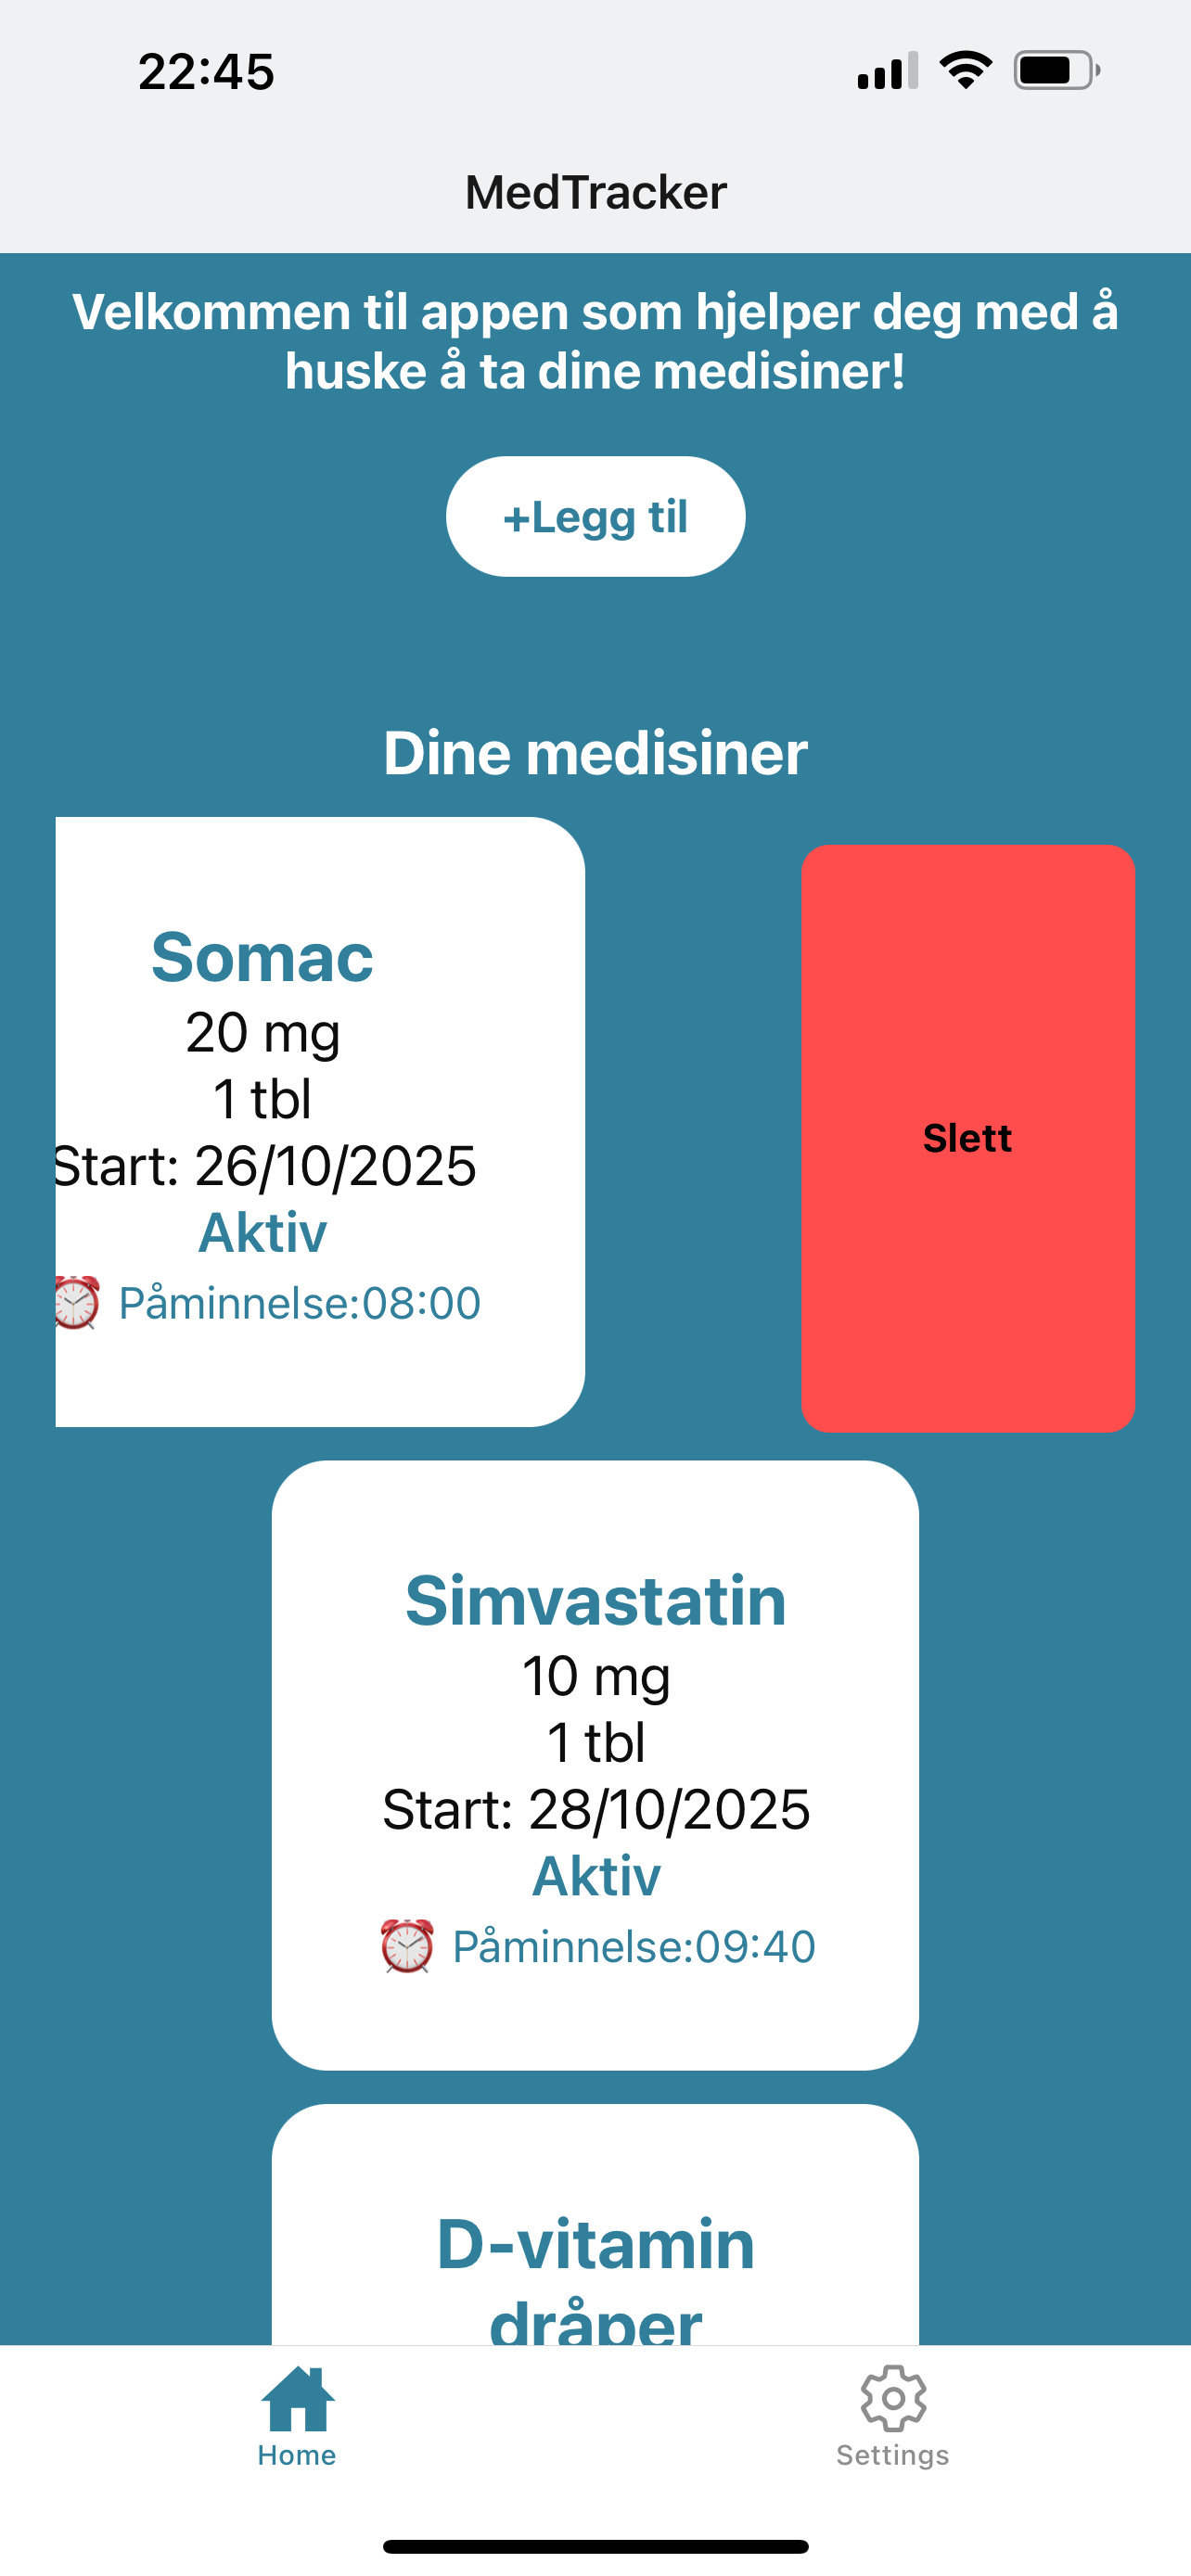 22:45
MedTracker
Velkommen til appen som hjelper deg med å
huske å ta dine medisiner!
+Legg til
Dine medisiner
Somac
20 mg
1 tbl
Start: 26/10/2025
Aktiv
⏰ Påminnelse:08:00
Slett
Simvastatin
10 mg
1 tbl
Start: 28/10/2025
Aktiv
⏰ Påminnelse:09:40
D-vitamin
dråper
Home
Settings